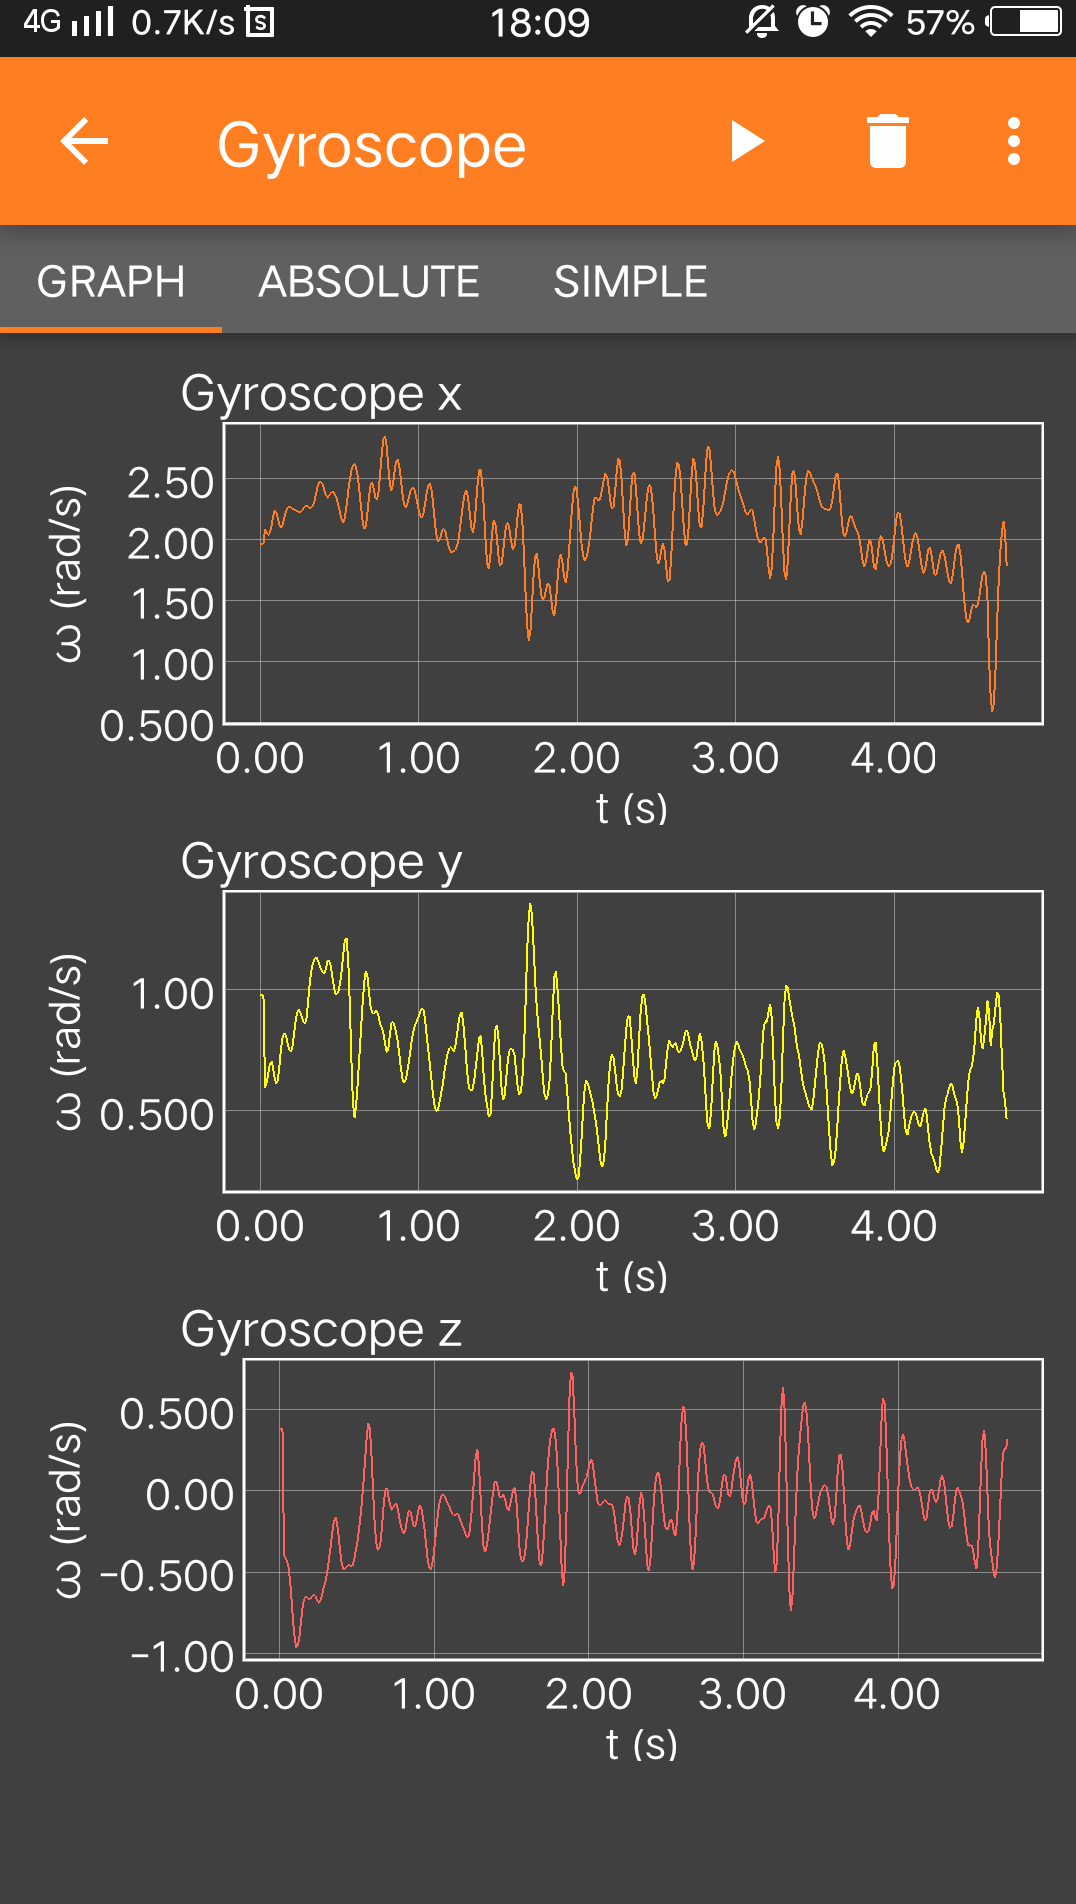 4G 0.7K/s S 18:09 57%
Gyroscope
GRAPH ABSOLUTE SIMPLE
Gyroscope x
ω (rad/s)
2.50
2.00
1.50
1.00
0.500
0.00 1.00 2.00 3.00 4.00
t (s)
Gyroscope y
ω (rad/s)
1.00
0.500
0.00 1.00 2.00 3.00 4.00
t (s)
Gyroscope z
ω (rad/s)
0.500
0.00
−0.500
−1.00
0.00 1.00 2.00 3.00 4.00
t (s)